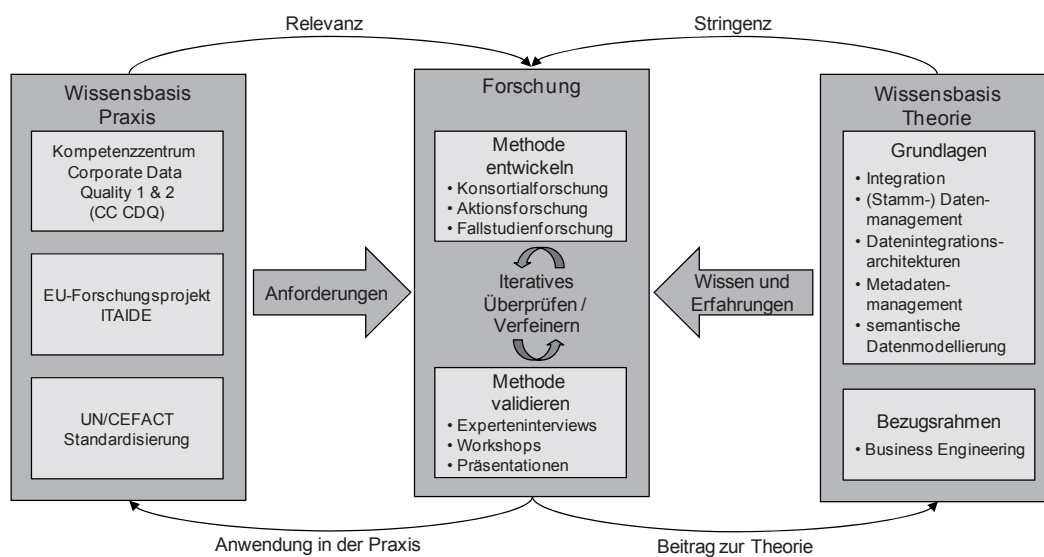 Relevanz
Stringenz
Wissensbasis
Praxis
Kompetenzzentrum
Corporate Data
Quality 1 & 2
(CC CDQ)
EU-Forschungsprojekt
ITAIDE
UN/CEFACT
Standardisierung
Anforderungen
Forschung
Methode
entwickeln
• Konsortialforschung
• Aktionsforschung
• Fallstudienforschung
Iteratives
Überprüfen /
Verfeinern
Methode
validieren
• Experteninterviews
• Workshops
• Präsentationen
Wissen und
Erfahrungen
Wissensbasis
Theorie
Grundlagen
• Integration
• (Stamm-) Daten-
management
• Datenintegrations-
architekturen
• Metadaten-
management
• semantische
Datenmodellierung
Bezugsrahmen
• Business Engineering
Anwendung in der Praxis
Beitrag zur Theorie